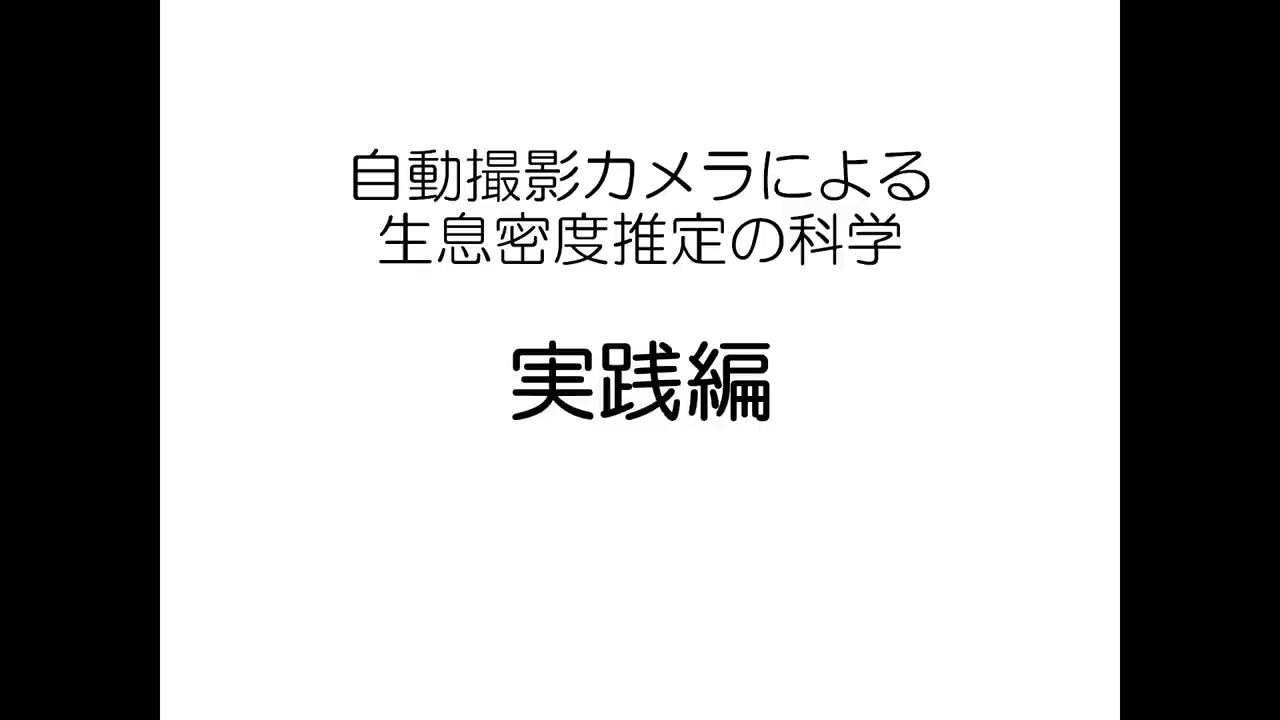 自動撮影カメラによる
生息密度推定の科学
実践編